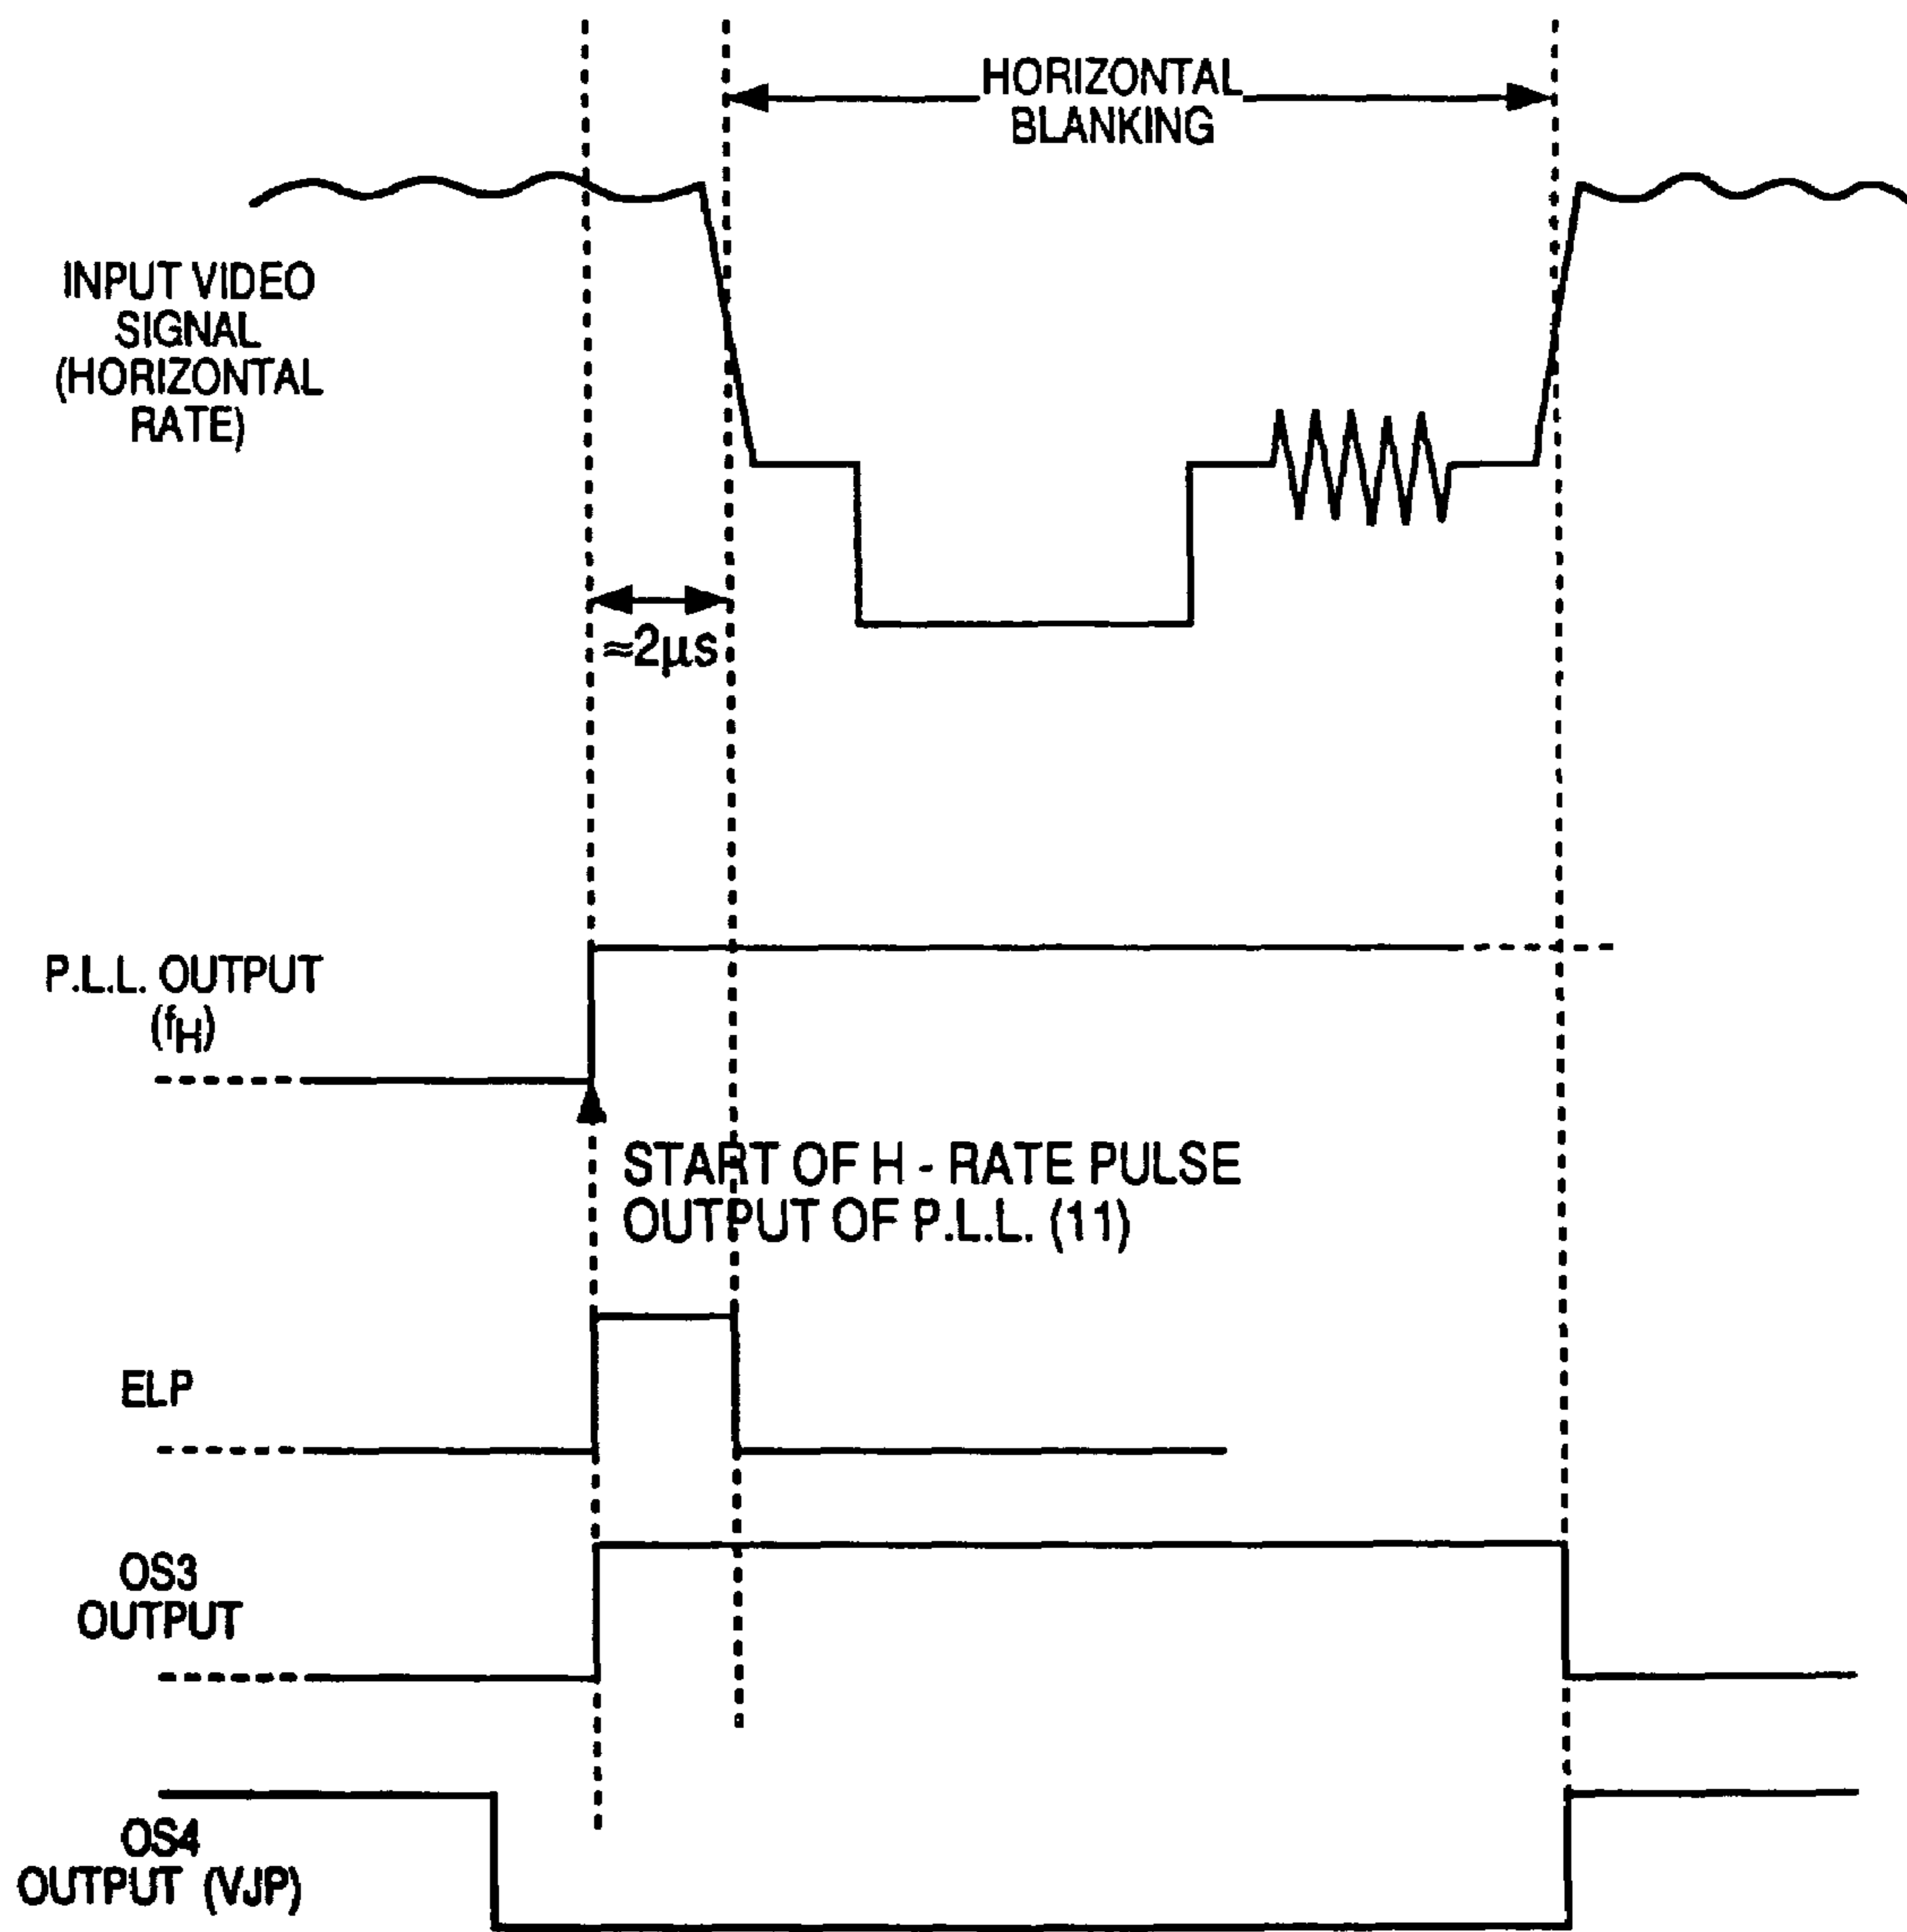 HORIZONTAL
BLANKING
INPUT VIDEO
SIGNAL
(HORIZONTAL
RATE)
≈2μs
P.L.L. OUTPUT
(fH)
START OF H - RATE PULSE
OUTPUT OF P.L.L. (11)
ELP
OS3
OUTPUT
OS4
OUTPUT (VJP)